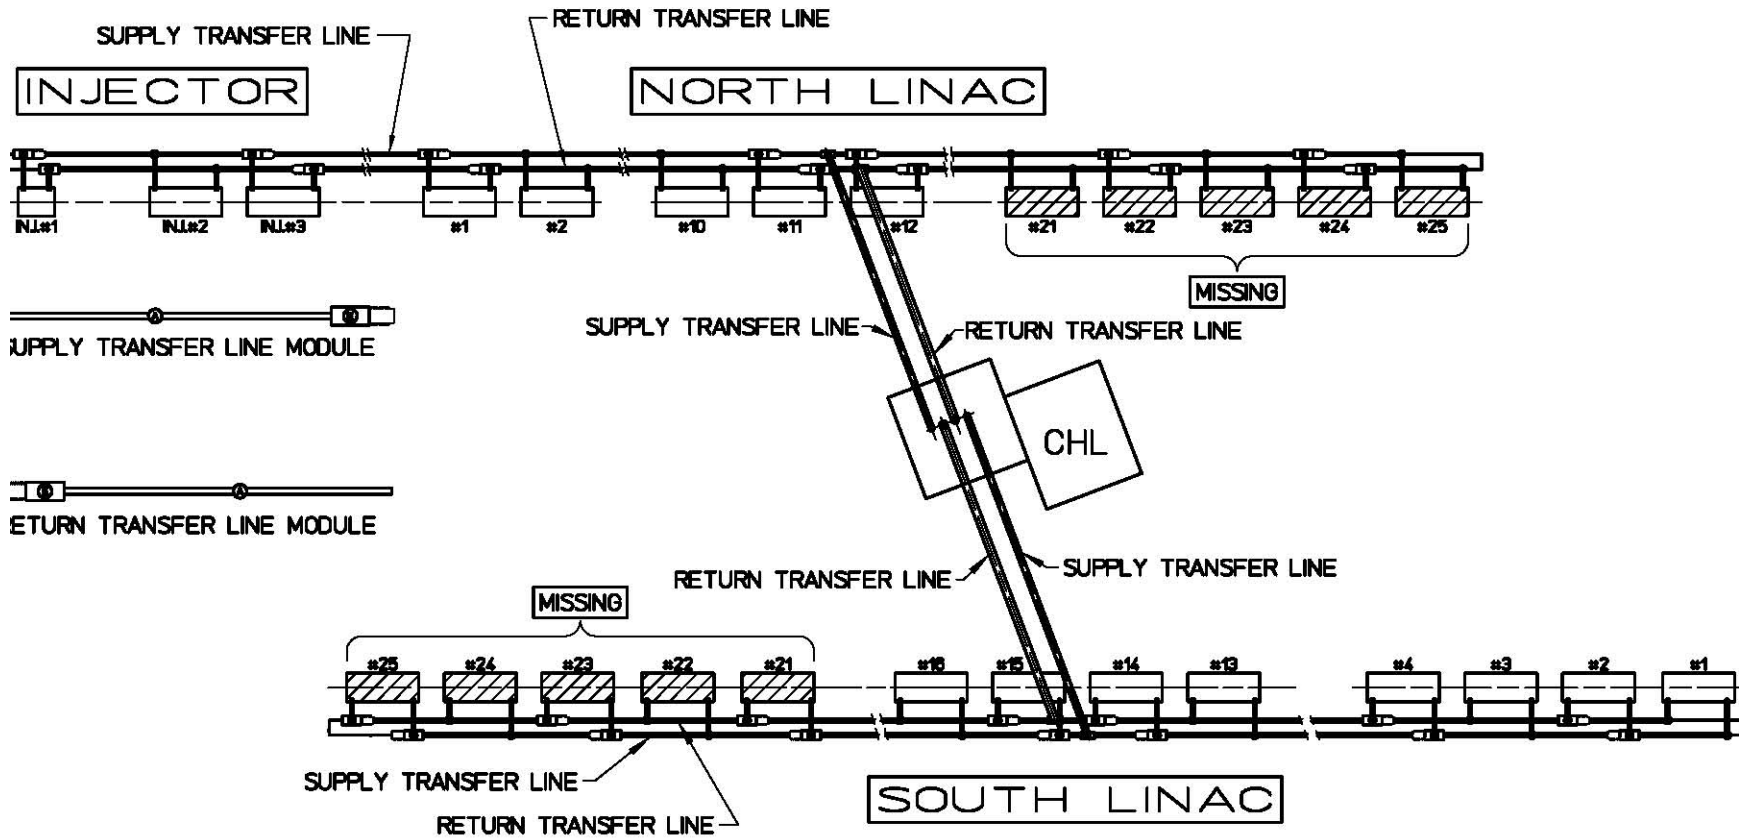 RETURN TRANSFER LINE
SUPPLY TRANSFER LINE
INJECTOR
NORTH LINAC
INJ.#1
INJ.#2
INJ.#3
#1
#2
#10
#11
#12
#21
#22
#23
#24
#25
MISSING
SUPPLY TRANSFER LINE
RETURN TRANSFER LINE
A
SUPPLY TRANSFER LINE MODULE
CHL
A
RETURN TRANSFER LINE MODULE
RETURN TRANSFER LINE
SUPPLY TRANSFER LINE
MISSING
#25
#24
#23
#22
#21
#16
#15
#14
#13
#4
#3
#2
#1
SUPPLY TRANSFER LINE
RETURN TRANSFER LINE
SOUTH LINAC